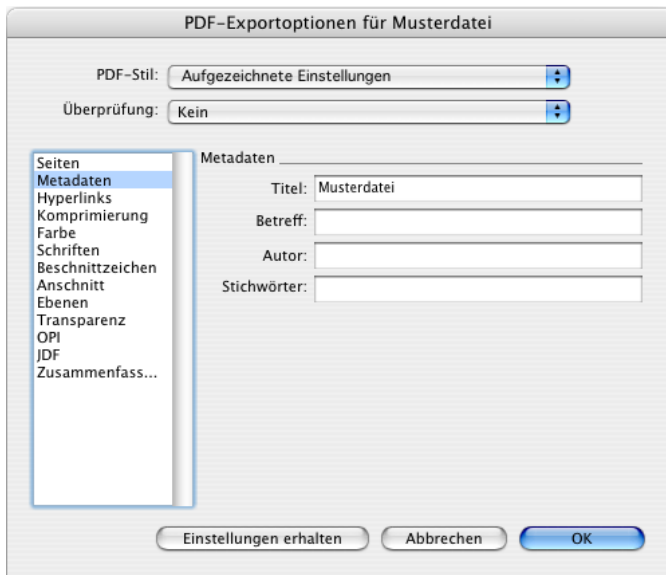 PDF-Exportoptionen für Musterdatei
PDF-Stil: Aufgezeichnete Einstellungen
Überprüfung: Kein
Seiten
Metadaten
Hyperlinks
Komprimierung
Farbe
Schriften
Beschnittzeichen
Anschnitt
Ebenen
Transparenz
OPI
JDF
Zusammenfass...
Metadaten
Titel: Musterdatei
Betreff:
Autor:
Stichwörter:
Einstellungen erhalten Abbrechen OK